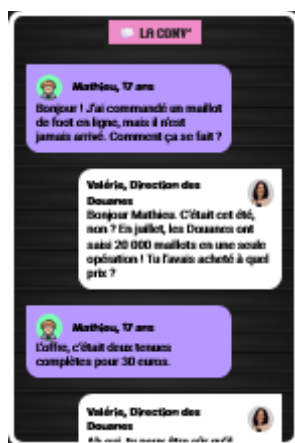 LA CONV'
Mathieu, 17 ans
Bonjour ! J'ai commandé un maillot
de foot en ligne, mais il n'est
jamais arrivé. Comment ça se fait ?
Valérie, Direction des
Douanes
Bonjour Mathieu. C'était cet été,
non ? En juillet, les Douanes ont
saisi 20 000 maillots en une seule
opération ! Tu l'avais acheté à quel
prix ?
Mathieu, 17 ans
L'offre, c'était deux tenues
complètes pour 30 euros.
Valérie, Direction des
Douanes